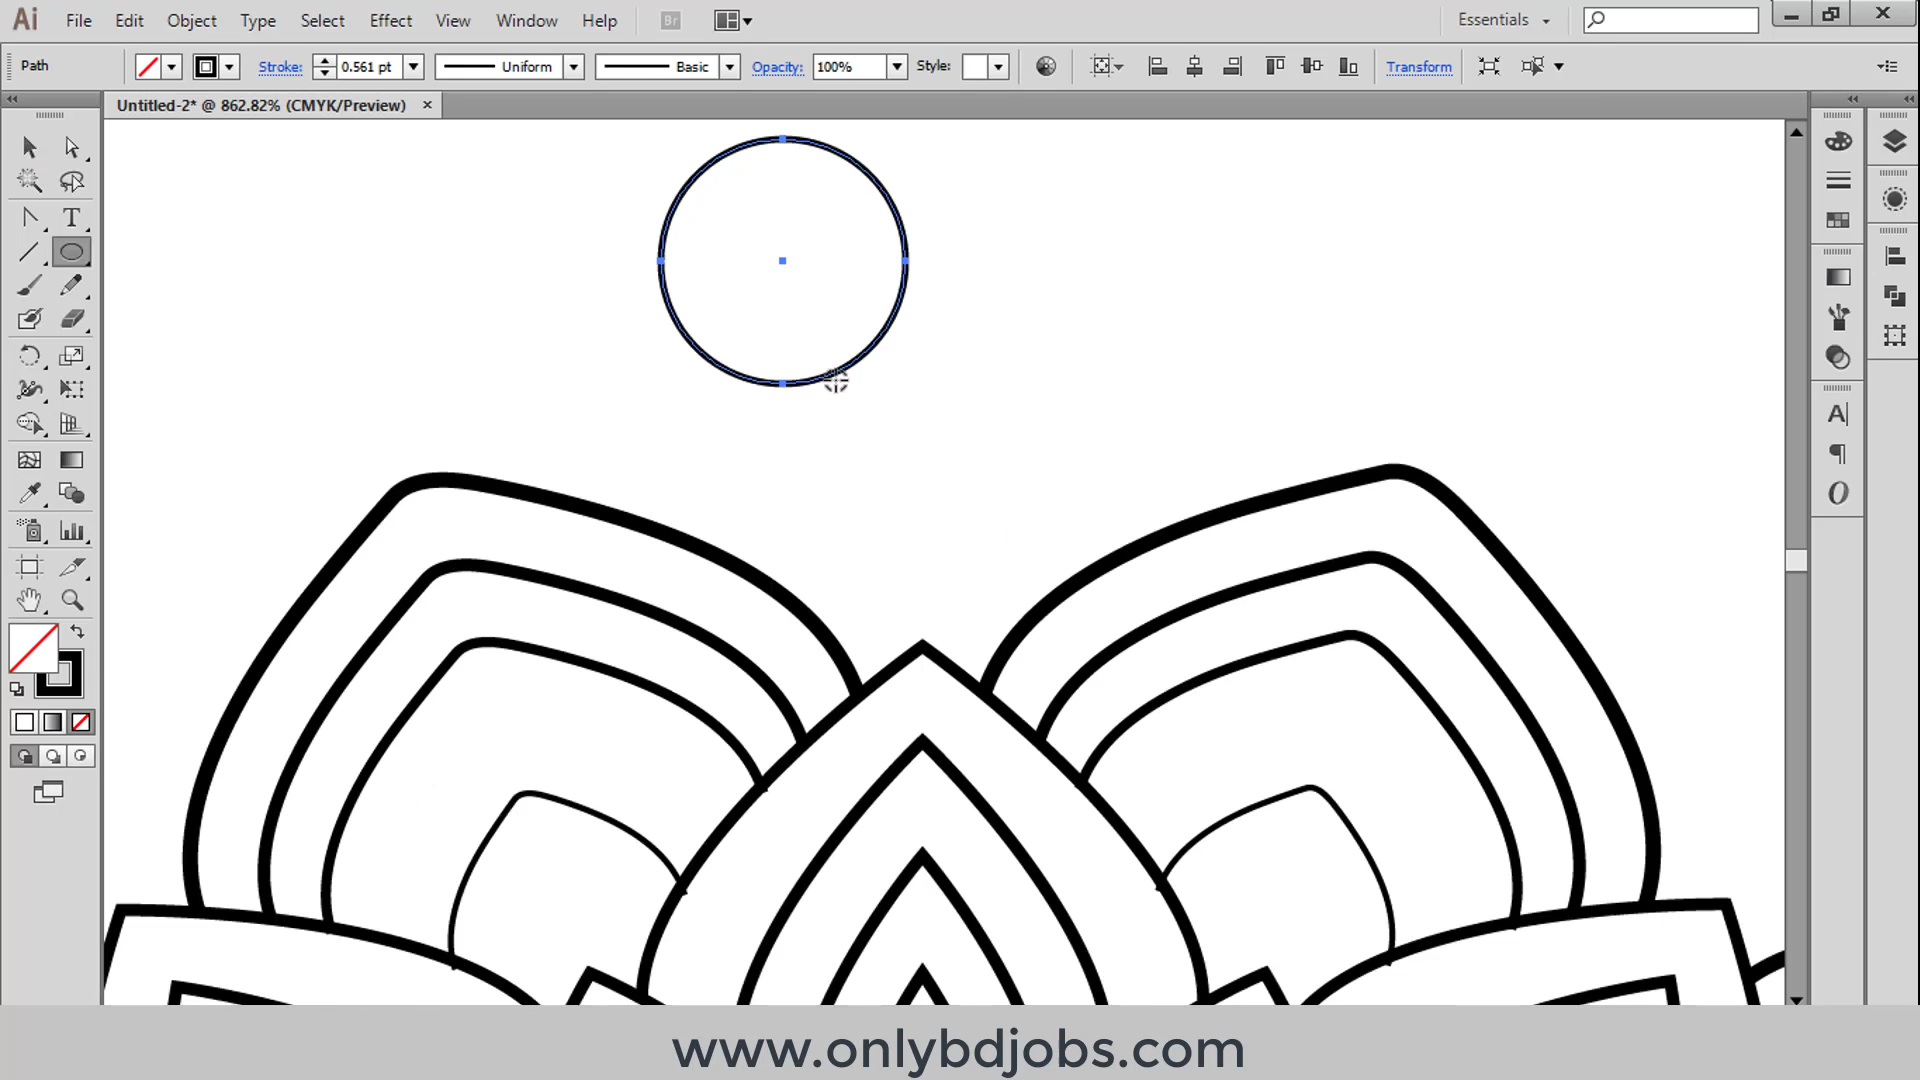 Ai File Edit Object Type Select Effect View Window Help Br Essentials
Path Stroke: 0.561 pt Uniform Basic Opacity: 100% Style: Transform
Untitled-2* @ 862.82% (CMYK/Preview)
www.onlybdjobs.com